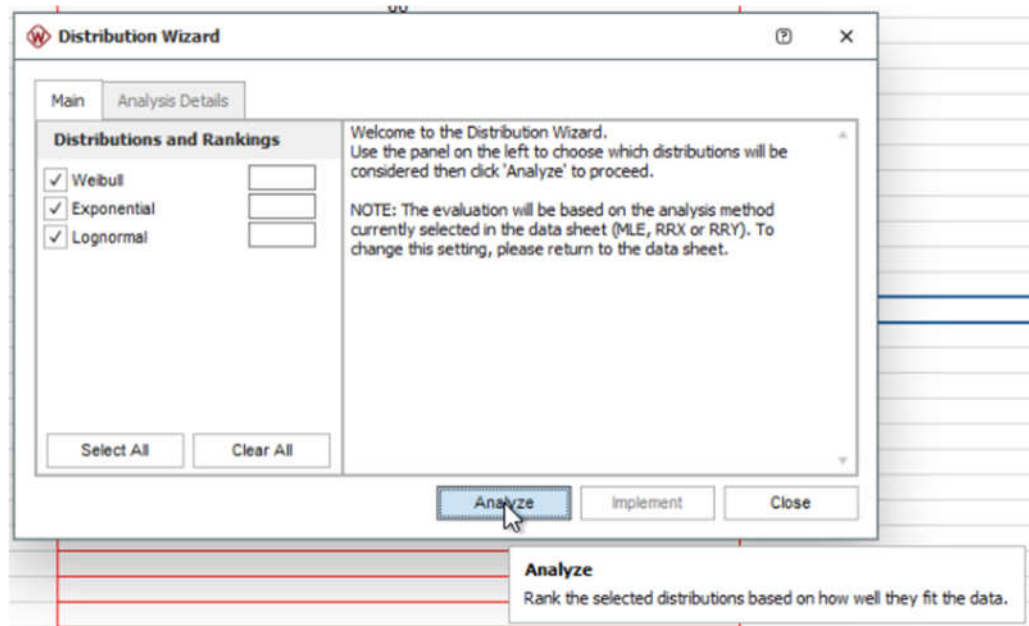 Distribution Wizard
Main
Analysis Details
Distributions and Rankings
Weibull
Exponential
Lognormal
Select All
Clear All
Welcome to the Distribution Wizard.
Use the panel on the left to choose which distributions will be
considered then click 'Analyze' to proceed.
NOTE: The evaluation will be based on the analysis method
currently selected in the data sheet (MLE, RRX or RRY). To
change this setting, please return to the data sheet.
Analyze
Implement
Close
Analyze
Rank the selected distributions based on how well they fit the data.